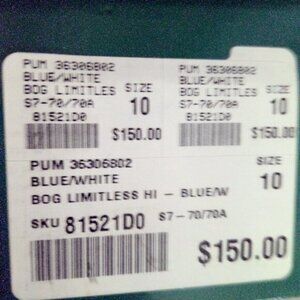 PUM 36306802
BLUE/WHITE
BOG LIMITLES SIZE
S7-70/70A 10
81521D0
$150.00
PUM 36306802
BLUE/WHITE
BOG LIMITLES SIZE
S7-70/70A 10
81521D0
$150.00
PUM 36306802 SIZE
BLUE/WHITE 10
BOG LIMITLESS HI - BLUE/W
SKU 81521D0 S7-70/70A
$150.00